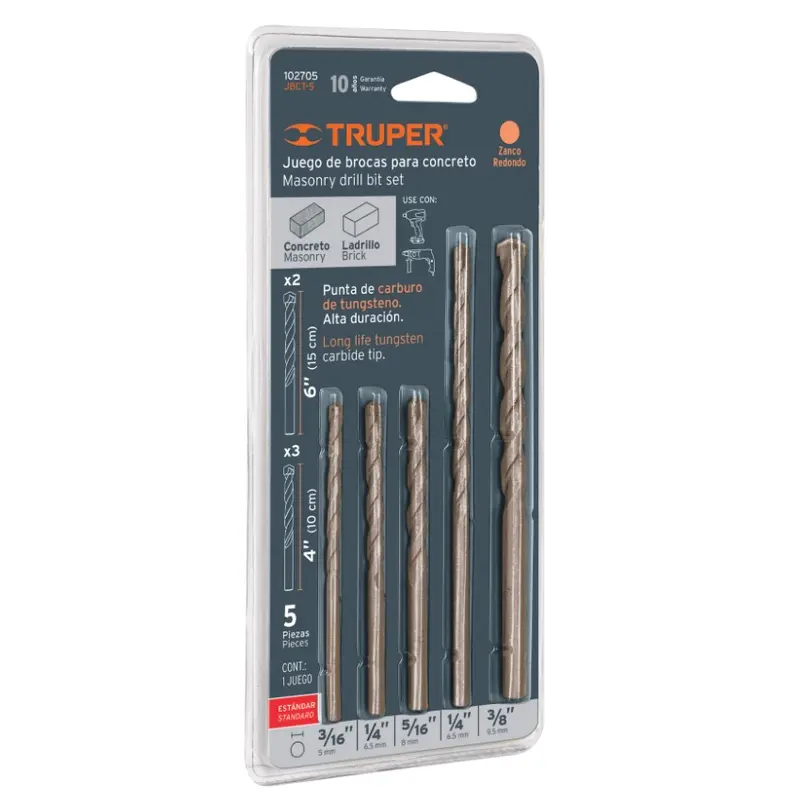 102705
JBCT-5
10 años Garantía
Warranty
TRUPER®
Zanco
Redondo
Juego de brocas para concreto
Masonry drill bit set
USE CON:
Concreto
Masonry
Ladrillo
Brick
x2
6" (15 cm)
Punta de carburo
de tungsteno.
Alta duración.
Long life tungsten
carbide tip.
x3
4" (10 cm)
5
Piezas
Pieces
CONT.:
1 JUEGO
ESTÁNDAR
STANDARD
3/16"
5 mm
1/4"
6.5 mm
5/16"
8 mm
1/4"
6.5 mm
3/8"
9.5 mm